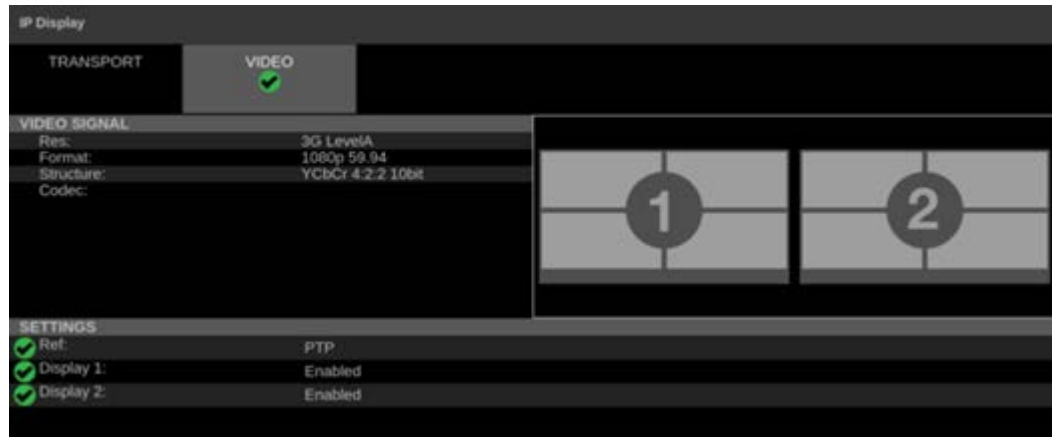 IP Display
TRANSPORT VIDEO
VIDEO SIGNAL
Res: 3G LevelA
Format: 1080p 59.94
Structure: YCbCr 4:2:2 10bit
Codec:
1 2
SETTINGS
Ref: PTP
Display 1: Enabled
Display 2: Enabled